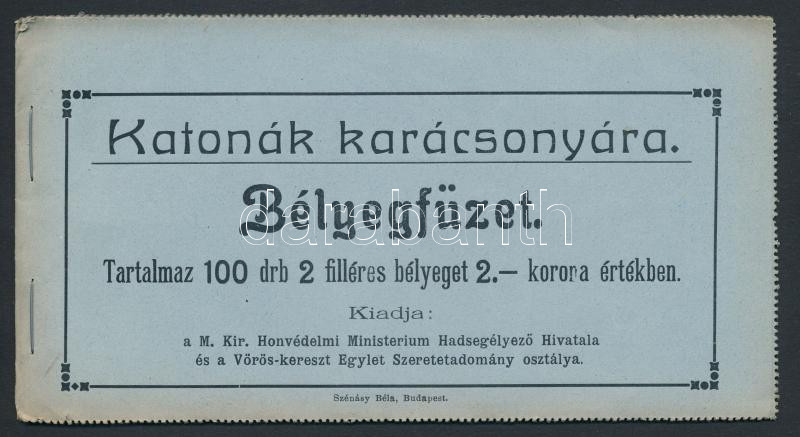 Katonák karácsonyára.
Bélyegfüzet.
darabanth
Tartalmaz 100 drb 2 filléres bélyeget 2.— korona értékben.
Kiadja:
a M. Kir. Honvédelmi Ministerium Hadsegélyező Hivatala
és a Vörös-kereszt Egylet Szeretetadomány osztálya.
Szénásy Béla, Budapest.